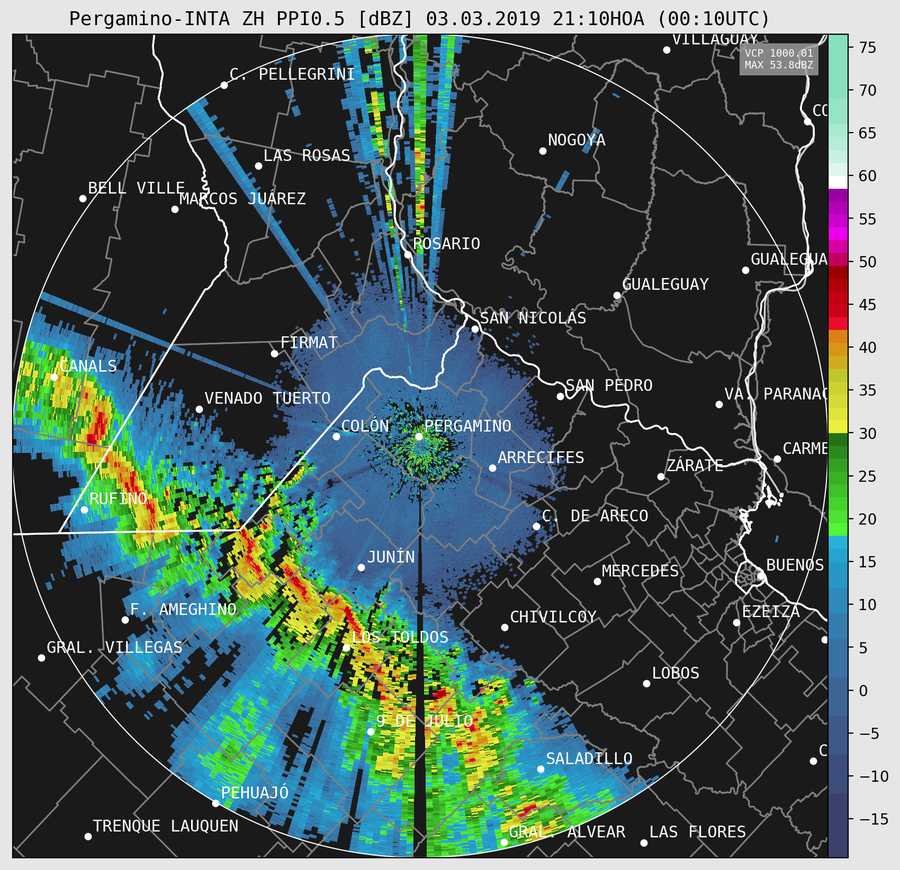 Pergamino-INTA ZH PPI0.5 [dBZ] 03.03.2019 21:10HOA (00:10UTC)
VILLAGUAY
VCP 1000.01
MAX 53.8dBZ
C. PELLEGRINI
CO
NOGOYA
LAS ROSAS
BELL VILLE
MARCOS JUÁREZ
ROSARIO
GUALEGUA
GUALEGUAY
SAN NICOLÁS
FIRMAT
CANALS
SAN PEDRO
VENADO TUERTO
VA. PARANAC
COLÓN
PERGAMINO
CARME
ARRECIFES
ZÁRATE
RUFINO
C. DE ARECO
JUNÍN
MERCEDES
BUENOS
F. AMEGHINO
CHIVILCOY
EZEIZA
GRAL. VILLEGAS
LOS TOLDOS
LOBOS
9 DE JULIO
SALADILLO
C
PEHUAJÓ
TRENQUE LAUQUEN
GRAL. ALVEAR
LAS FLORES
75
70
65
60
55
50
45
40
35
30
25
20
15
10
5
0
−5
−10
−15